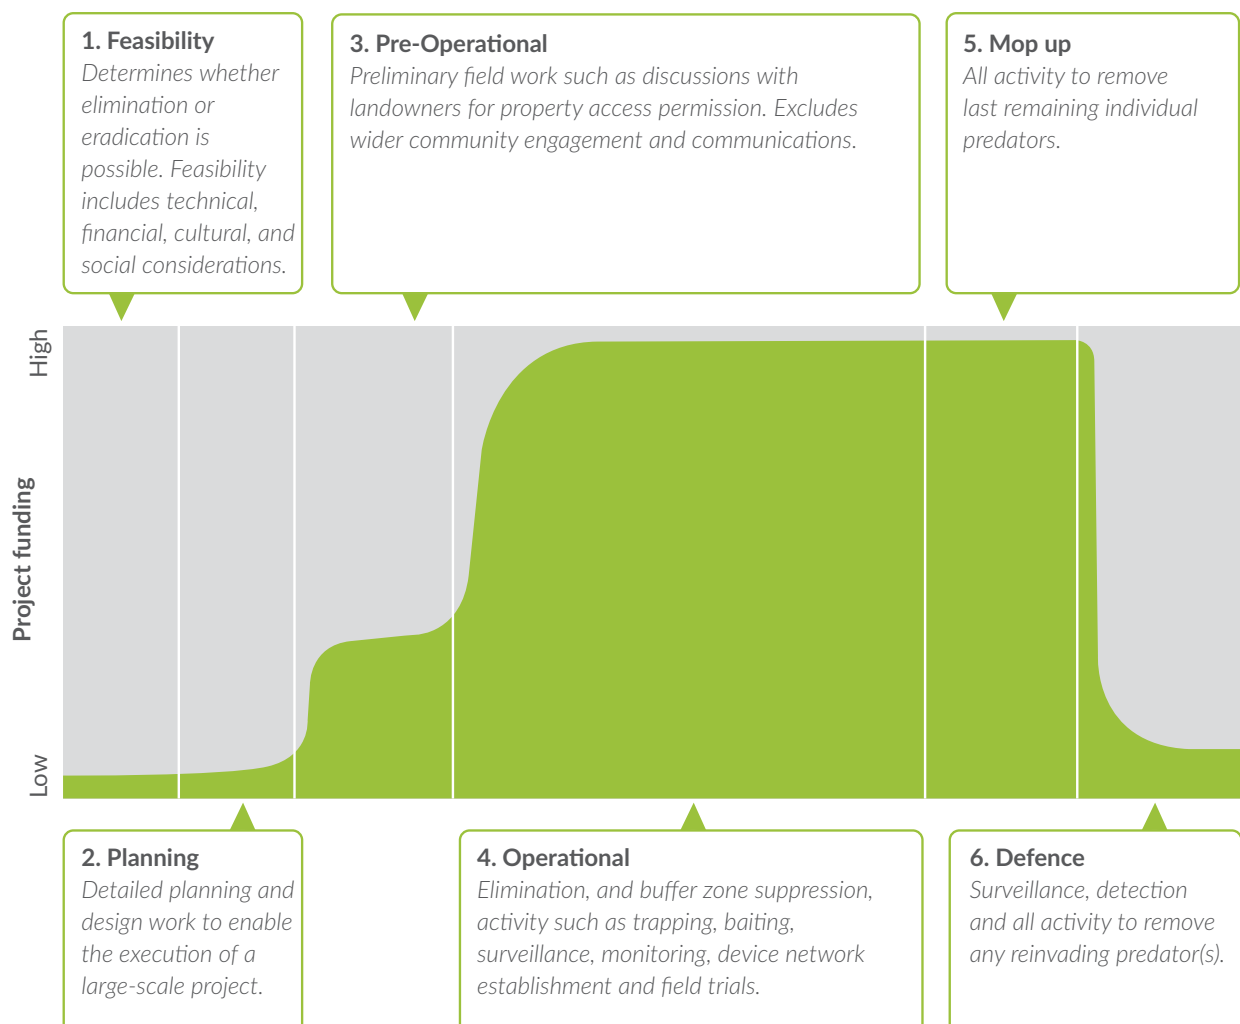 1. Feasibility
Determines whether
elimination or
eradication is
possible. Feasibility
includes technical,
financial, cultural, and
social considerations.
3. Pre-Operational
Preliminary field work such as discussions with
landowners for property access permission. Excludes
wider community engagement and communications.
5. Mop up
All activity to remove
last remaining individual
predators.
High
Project funding
Low
2. Planning
Detailed planning and
design work to enable
the execution of a
large-scale project.
4. Operational
Elimination, and buffer zone suppression,
activity such as trapping, baiting,
surveillance, monitoring, device network
establishment and field trials.
6. Defence
Surveillance, detection
and all activity to remove
any reinvading predator(s).